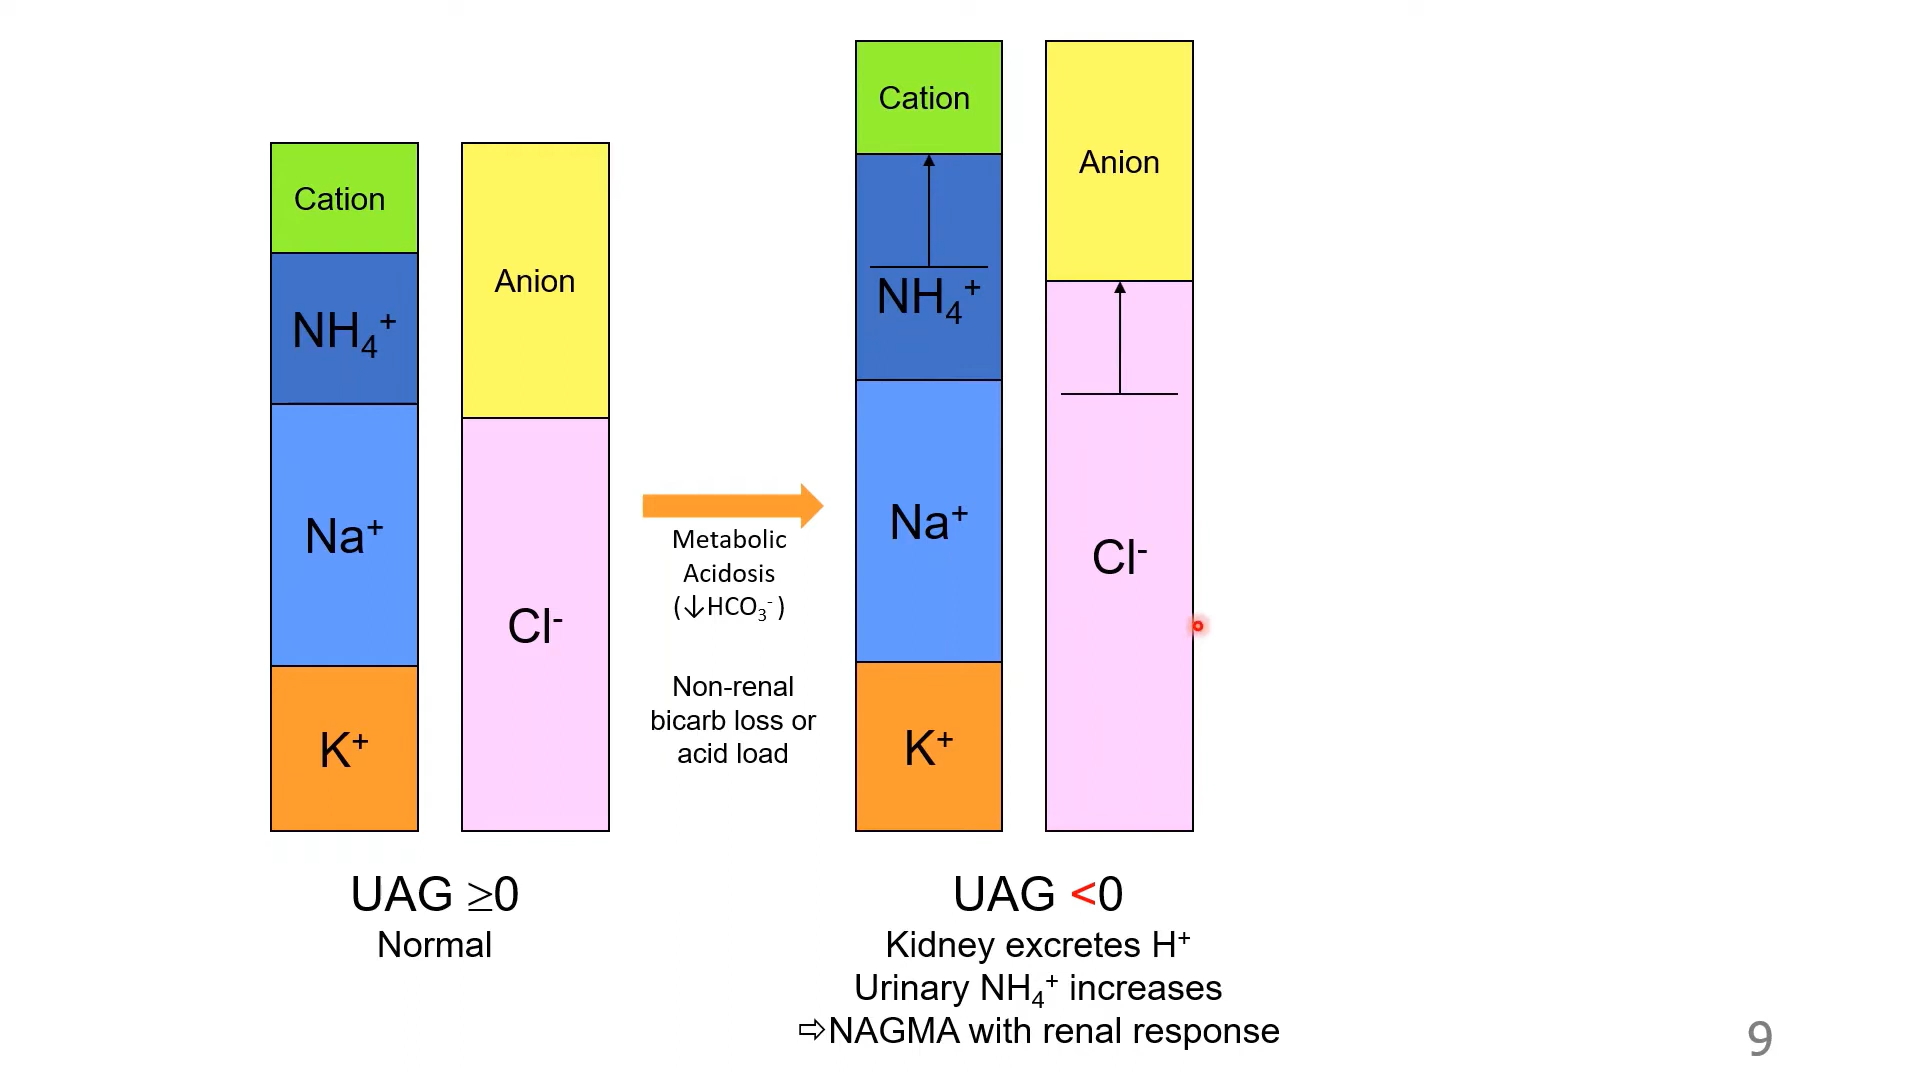 Cation
NH₄⁺
Na⁺
K⁺
Anion
Cl⁻
UAG ≥0
Normal
Metabolic
Acidosis
(↓HCO₃⁻ )
Non-renal
bicarb loss or
acid load
Cation
NH₄⁺
Na⁺
K⁺
Anion
Cl⁻
UAG <0
Kidney excretes H⁺
Urinary NH₄⁺ increases
⇨NAGMA with renal response
9